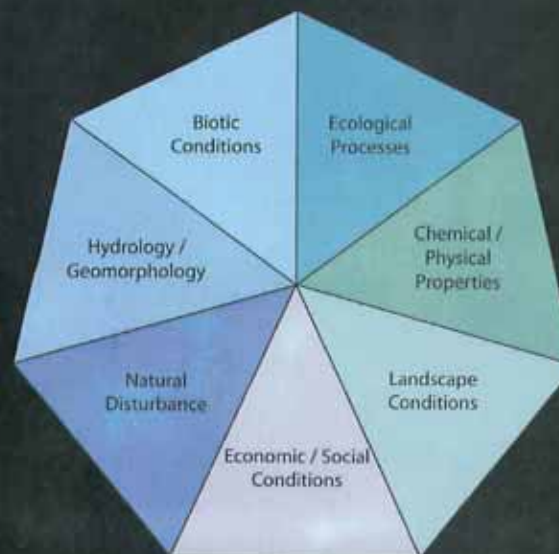 Biotic
Conditions
Ecological
Processes
Chemical /
Physical
Properties
Landscape
Conditions
Economic / Social
Conditions
Natural
Disturbance
Hydrology /
Geomorphology